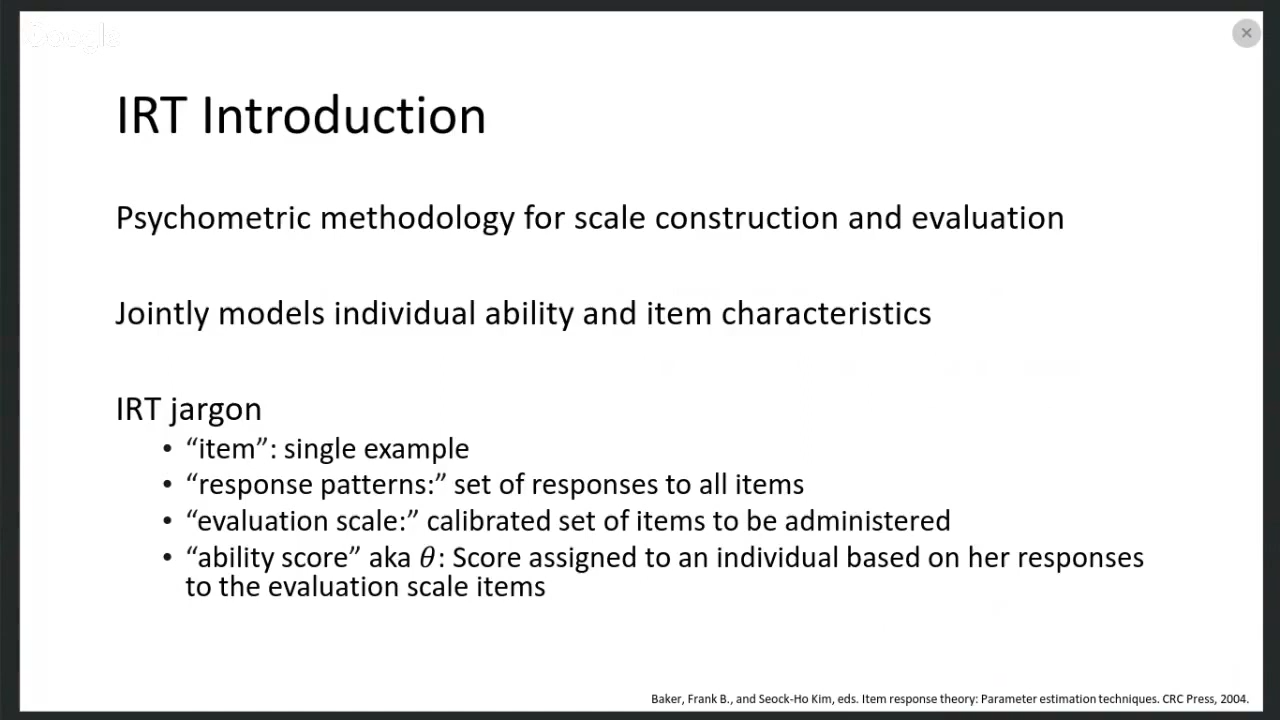 Google
IRT Introduction
Psychometric methodology for scale construction and evaluation
Jointly models individual ability and item characteristics
IRT jargon
• “item”: single example
• “response patterns:” set of responses to all items
• “evaluation scale:” calibrated set of items to be administered
• “ability score” aka θ: Score assigned to an individual based on her responses
to the evaluation scale items
Baker, Frank B., and Seock-Ho Kim, eds. Item response theory: Parameter estimation techniques. CRC Press, 2004.